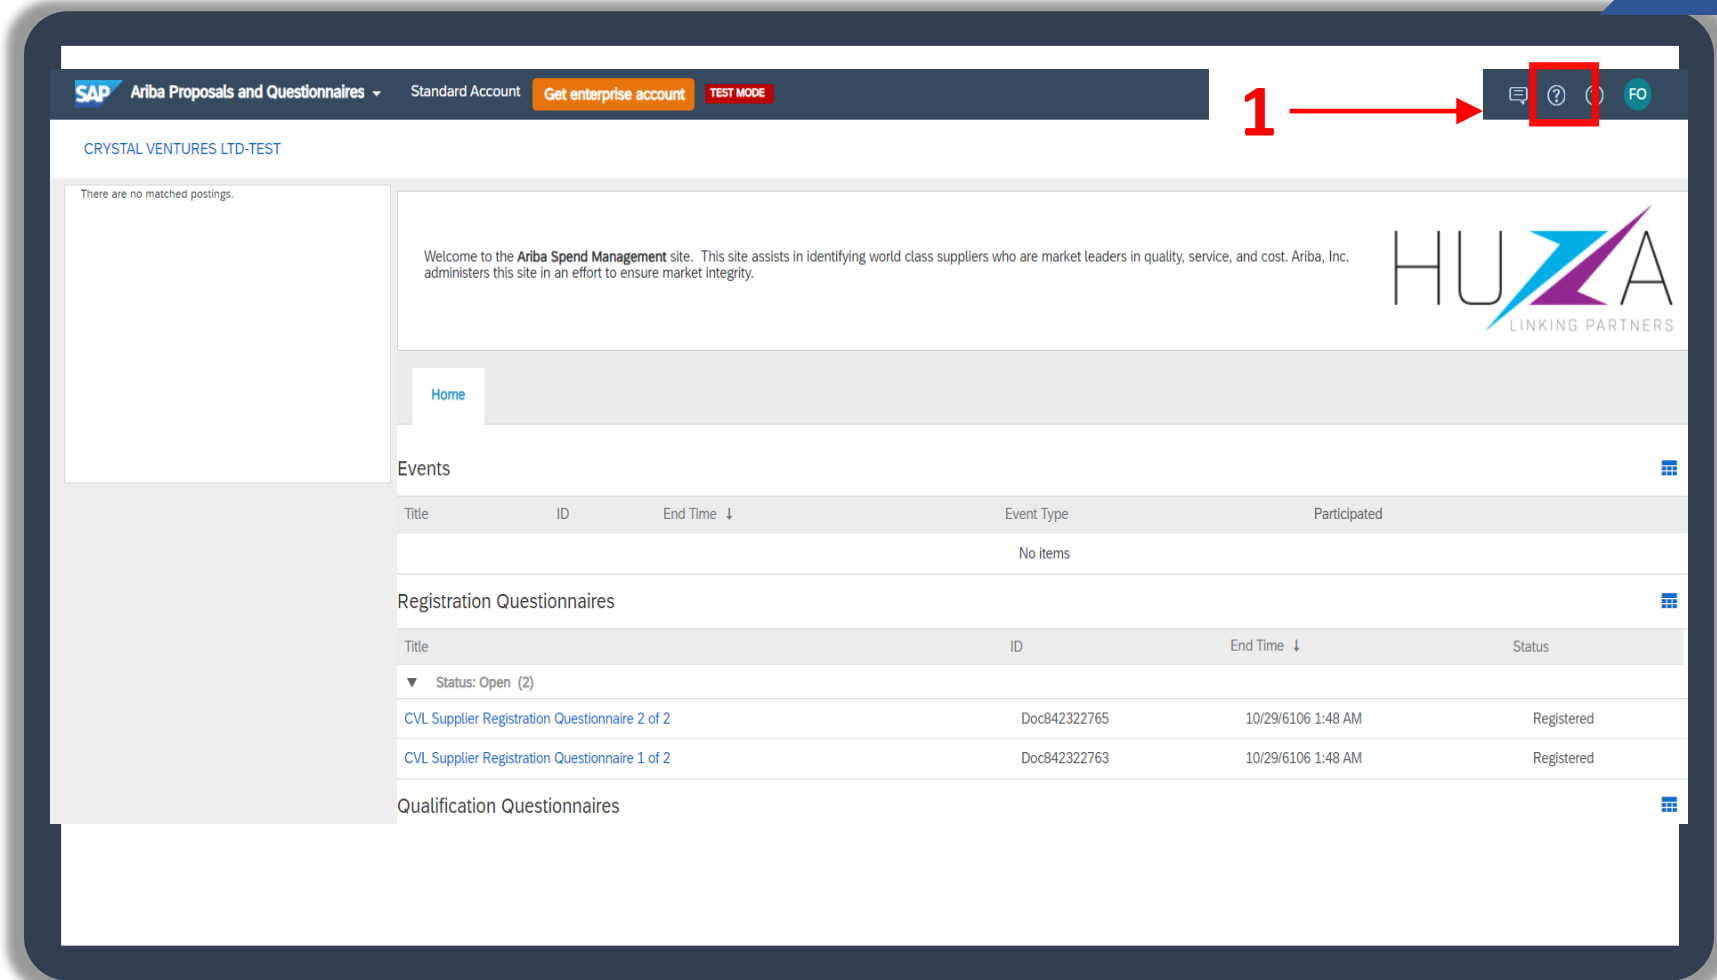 SAP Ariba Proposals and Questionnaires Standard Account Get enterprise account TEST MODE
1
? FO
CRYSTAL VENTURES LTD-TEST
There are no matched postings.
Welcome to the Ariba Spend Management site. This site assists in identifying world class suppliers who are market leaders in quality, service, and cost. Ariba, Inc.
administers this site in an effort to ensure market integrity.
HUZA
LINKING PARTNERS
Home
Events
Title ID End Time ↓ Event Type Participated
No items
Registration Questionnaires
Title ID End Time ↓ Status
▼ Status: Open (2)
CVL Supplier Registration Questionnaire 2 of 2 Doc842322765 10/29/6106 1:48 AM Registered
CVL Supplier Registration Questionnaire 1 of 2 Doc842322763 10/29/6106 1:48 AM Registered
Qualification Questionnaires